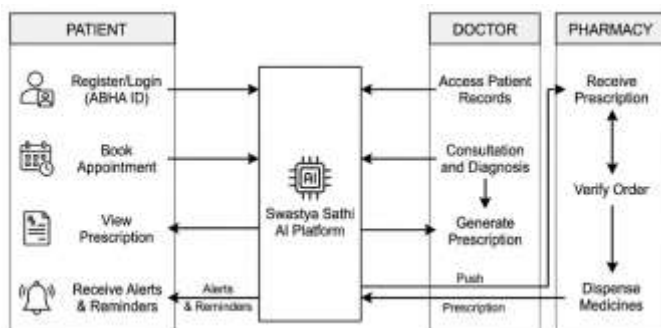 PATIENT
DOCTOR
PHARMACY
Register/Login
(ABHA ID)
Access Patient
Records
Receive
Prescription
Book
Appointment
AI
Consultation
and Diagnosis
Verify Order
View
Prescription
Swastya Sathi
AI Platform
Generate
Prescription
Receive Alerts
& Reminders
Alerts
& Reminders
Push
Prescription
Dispense
Medicines